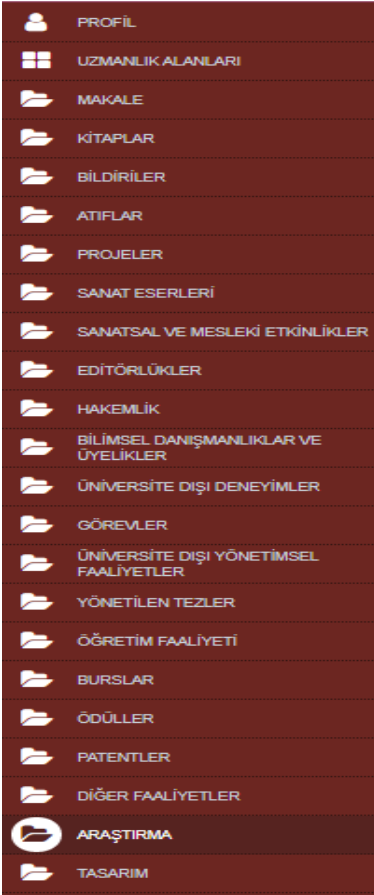 PROFİL
UZMANLIK ALANLARI
MAKALE
KİTAPLAR
BİLDİRİLER
ATIFLAR
PROJELER
SANAT ESERLERİ
SANATSAL VE MESLEKİ ETKİNLİKLER
EDİTÖRLÜKLER
HAKEMLİK
BİLİMSEL DANIŞMANLIKLAR VE
ÜYELİKLER
ÜNİVERSİTE DIŞI DENEYİMLER
GÖREVLER
ÜNİVERSİTE DIŞI YÖNETİMSEL
FAALİYETLER
YÖNETİLEN TEZLER
ÖĞRETİM FAALİYETİ
BURSLAR
ÖDÜLLER
PATENTLER
DİĞER FAALİYETLER
ARAŞTIRMA
TASARIM